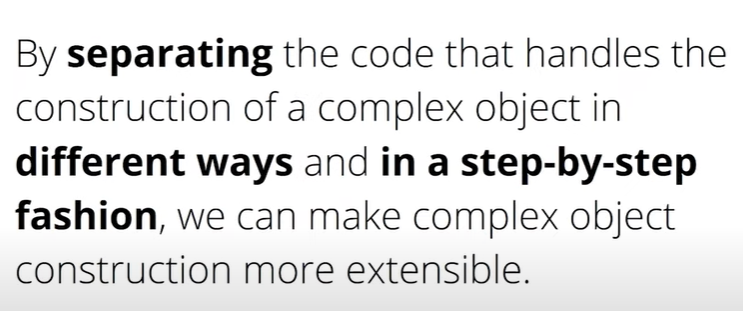 By separating the code that handles the
construction of a complex object in
different ways and in a step-by-step
fashion, we can make complex object
construction more extensible.